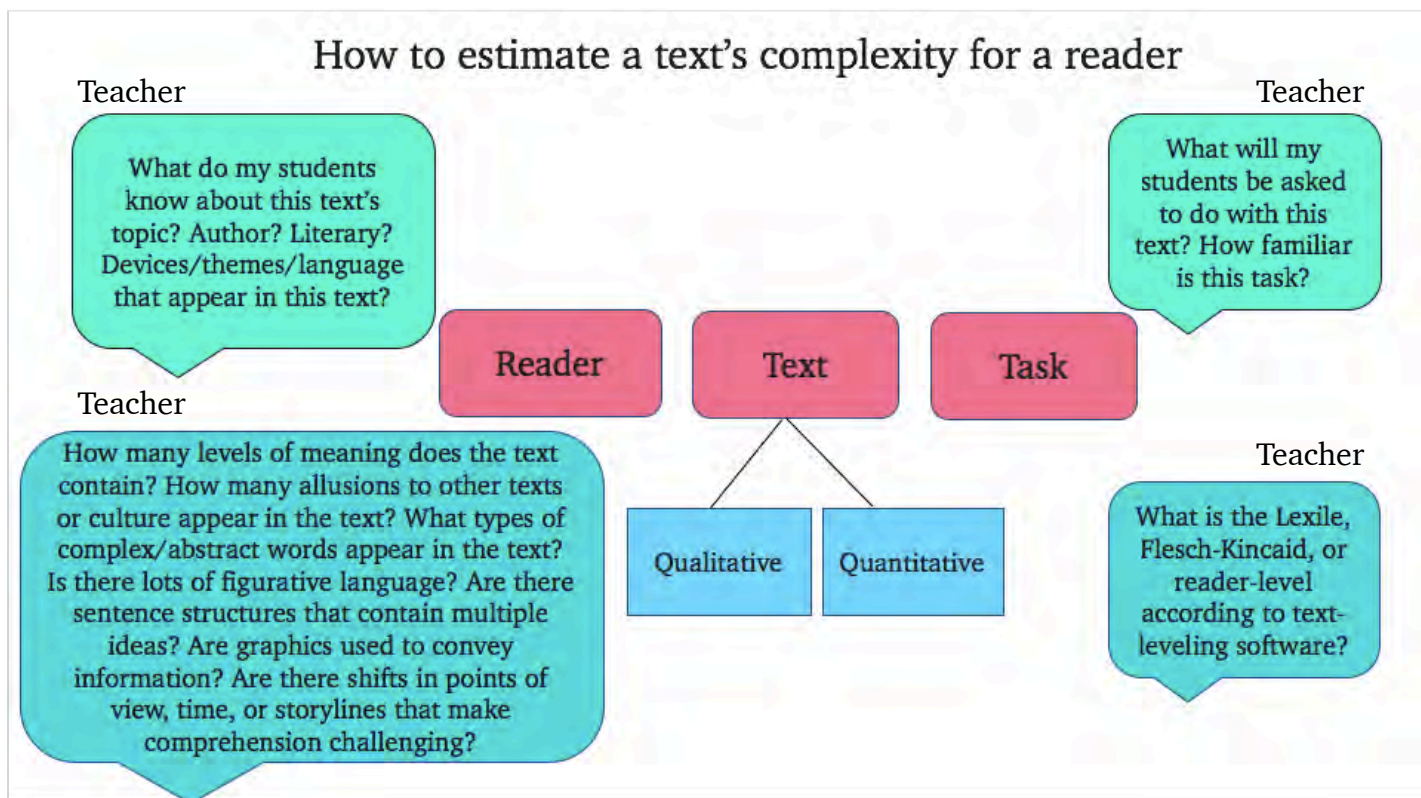 How to estimate a text's complexity for a reader
Teacher
What do my students
know about this text's
topic? Author? Literary?
Devices/themes/language
that appear in this text?
Teacher
What will my
students be asked
to do with this
text? How familiar
is this task?
Reader
Text
Task
Teacher
How many levels of meaning does the text
contain? How many allusions to other texts
or culture appear in the text? What types of
complex/abstract words appear in the text?
Is there lots of figurative language? Are there
sentence structures that contain multiple
ideas? Are graphics used to convey
information? Are there shifts in points of
view, time, or storylines that make
comprehension challenging?
Qualitative
Quantitative
Teacher
What is the Lexile,
Flesch-Kincaid, or
reader-level
according to text-
leveling software?